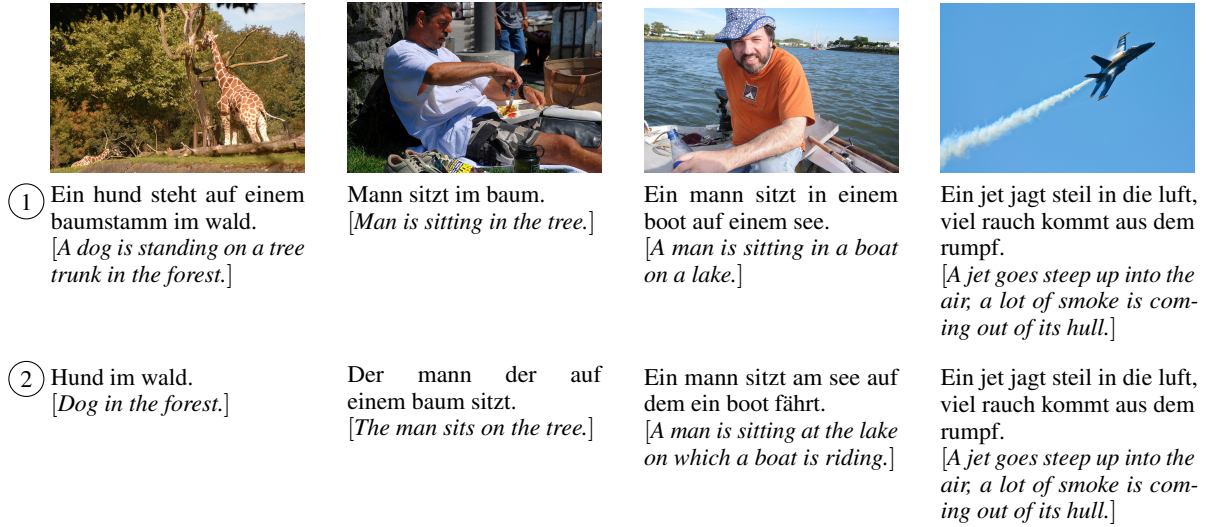 1
Ein hund steht auf einem
baumstamm im wald.
[A dog is standing on a tree
trunk in the forest.]
Mann sitzt im baum.
[Man is sitting in the tree.]
Ein mann sitzt in einem
boot auf einem see.
[A man is sitting in a boat
on a lake.]
Ein jet jagt steil in die luft,
viel rauch kommt aus dem
rumpf.
[A jet goes steep up into the
air, a lot of smoke is com-
ing out of its hull.]
2
Hund im wald.
[Dog in the forest.]
Der mann der auf
einem baum sitzt.
[The man sits on the tree.]
Ein mann sitzt am see auf
dem ein boot fährt.
[A man is sitting at the lake
on which a boat is riding.]
Ein jet jagt steil in die luft,
viel rauch kommt aus dem
rumpf.
[A jet goes steep up into the
air, a lot of smoke is com-
ing out of its hull.]